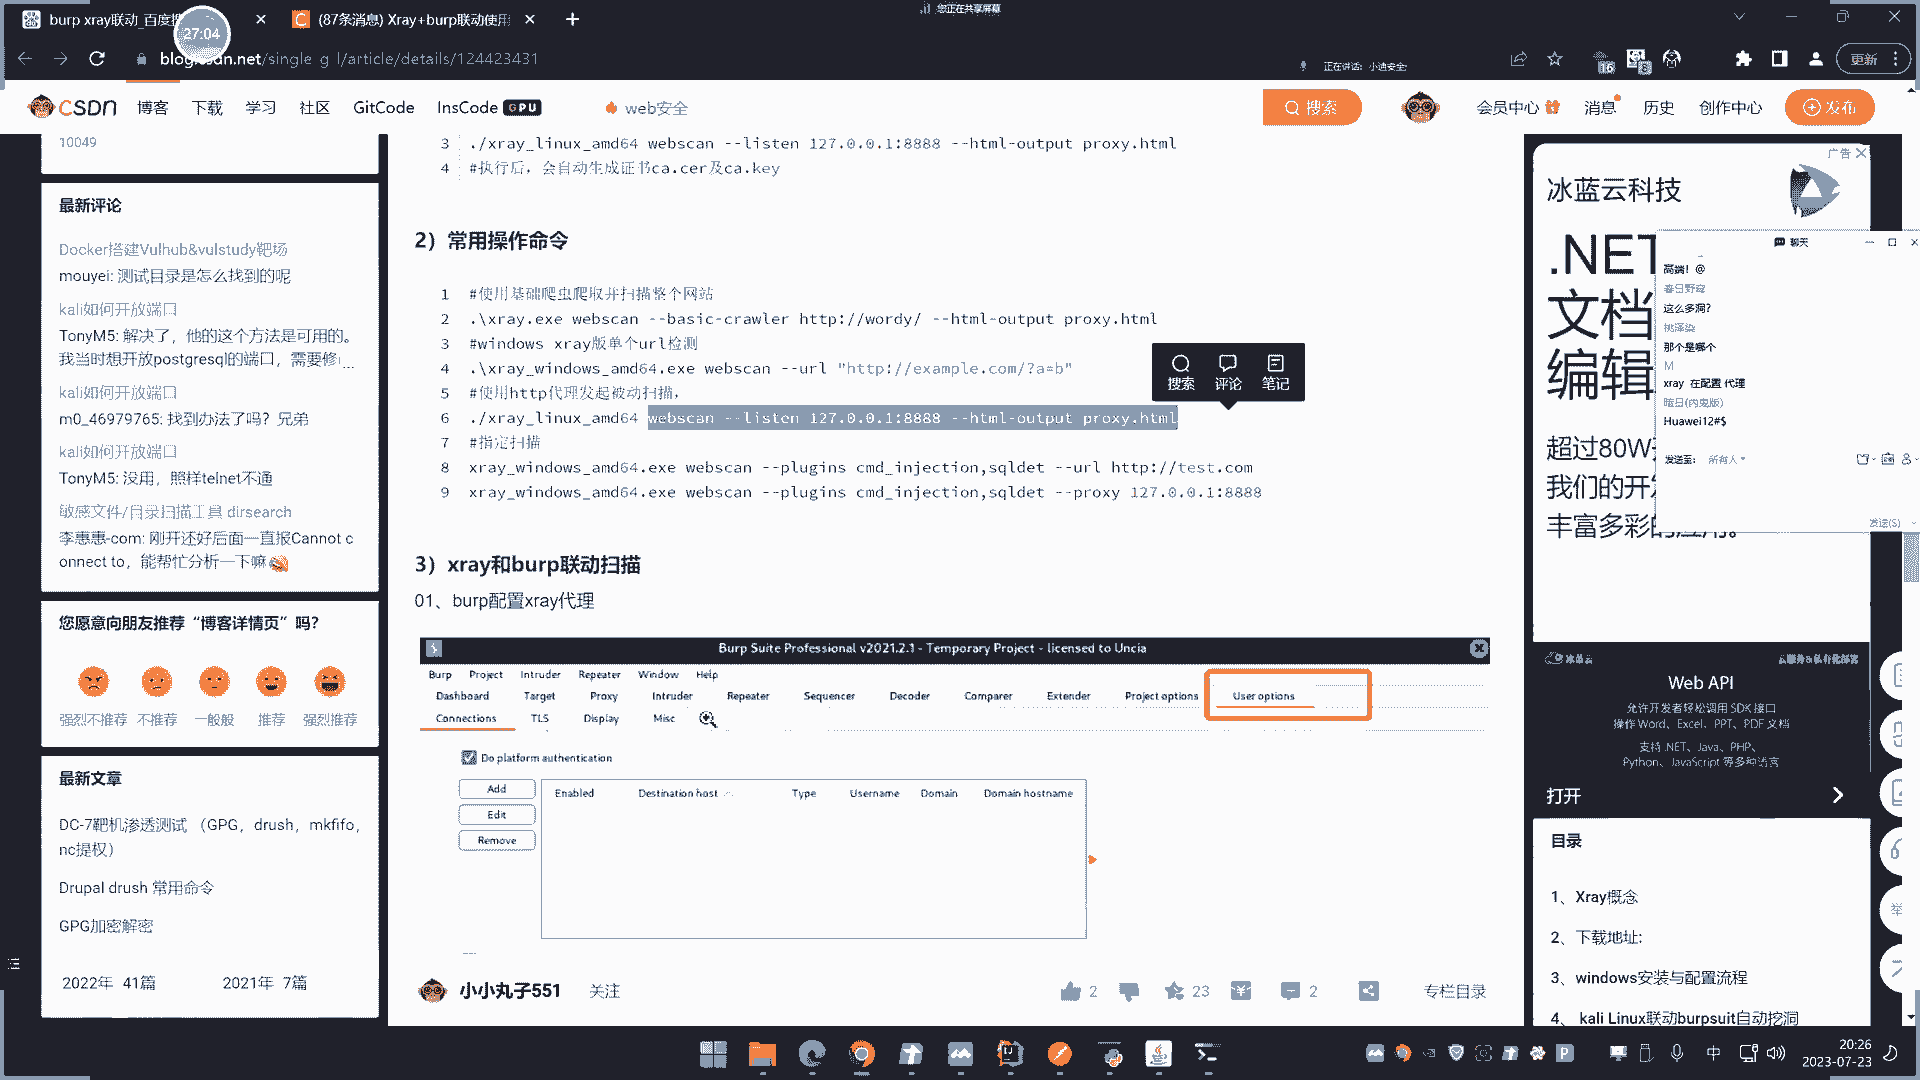 burp xray联动_百度搜
27:04
(87条消息) Xray+burp联动使用
您正在共享屏幕
blog.csdn.net/single_g_l/article/details/124423431
正在讲话: 小迪安全
16
更新
CSDN
博客
下载
学习
社区
GitCode
InsCode GPU
web安全
搜索
会员中心
消息
历史
创作中心
发布
10049
最新评论
Docker搭建Vulhub&vulstudy靶场
mouyei: 测试目录是怎么找到的呢
kali如何开放端口
TonyM5: 解决了，他的这个方法是可用的。
我当时想开放postgresql的端口，需要修 ...
kali如何开放端口
m0_46979765: 找到办法了吗？兄弟
kali如何开放端口
TonyM5: 没用，照样telnet不通
敏感文件/目录扫描工具 dirsearch
李惠惠-com: 刚开还好后面一直报Cannot c
onnect to，能帮忙分析一下嘛
您愿意向朋友推荐“博客详情页”吗？
强烈不推荐
不推荐
一般般
推荐
强烈推荐
最新文章
DC-7靶机渗透测试 （GPG，drush，mkfifo，
nc提权）
Drupal drush 常用命令
GPG加密解密
2022年 41篇
2021年 7篇
3 ./xray_linux_amd64 webscan --listen 127.0.0.1:8888 --html-output proxy.html
4 #执行后，会自动生成证书ca.cer及ca.key
2）常用操作命令
1 #使用基础爬虫爬取并扫描整个网站
2 .\xray.exe webscan --basic-crawler http://wordy/ --html-output proxy.html
3 #windows xray版单个url检测
4 .\xray_windows_amd64.exe webscan --url "http://example.com/?a=b"
5 #使用http代理发起被动扫描，
6 ./xray_linux_amd64 webscan --listen 127.0.0.1:8888 --html-output proxy.html
7 #指定扫描
8 xray_windows_amd64.exe webscan --plugins cmd_injection,sqldet --url http://test.com
9 xray_windows_amd64.exe webscan --plugins cmd_injection,sqldet --proxy 127.0.0.1:8888
搜索
评论
笔记
3）xray和burp联动扫描
01、burp配置xray代理
Burp Suite Professional v2021.2.1 - Temporary Project - licensed to Uncia
Burp Project Intruder Repeater Window Help
Dashboard Target Proxy Intruder Repeater Sequencer Decoder Comparer Extender Project options User options
Connections TLS Display Misc
Do platform authentication
Add
Edit
Remove
Enabled Destination host Type Username Domain Domain hostname
小小丸子551
关注
2
23
2
专栏目录
广告
冰蓝云科技
.NET
文档
编辑
超过80W
我们的开发
丰富多彩的应用。
聊天
高端！@
春日野穹
这么多洞?
桃泽染
那个是哪个
M
xray 在配置 代理
暗日(内鬼版)
Huawei12#$
发送至: 所有人
发送(S)
冰蓝云
Web API
允许开发者轻松调用 SDK 接口
操作 Word、Excel、PPT、PDF 文档
支持 .NET、Java、PHP、
Python、JavaScript 等多种语言
打开
目录
1、Xray概念
2、下载地址:
3、windows安装与配置流程
4、 kali Linux联动burpsuit自动挖洞
举
中
20:26
2023-07-23